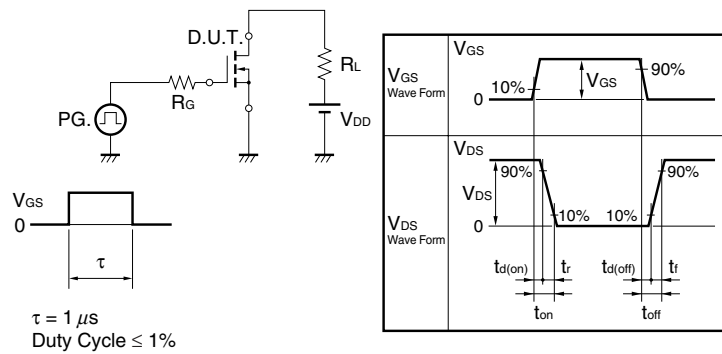 D.U.T.
RL
RG
PG.
VDD
VGS
0
τ
τ = 1 μs
Duty Cycle ≤ 1%
VGS
Wave Form
VGS
10%
VGS
90%
0
VDS
Wave Form
VDS
90%
VDS
90%
10%
10%
0
td(on)
tr
td(off)
tf
ton
toff